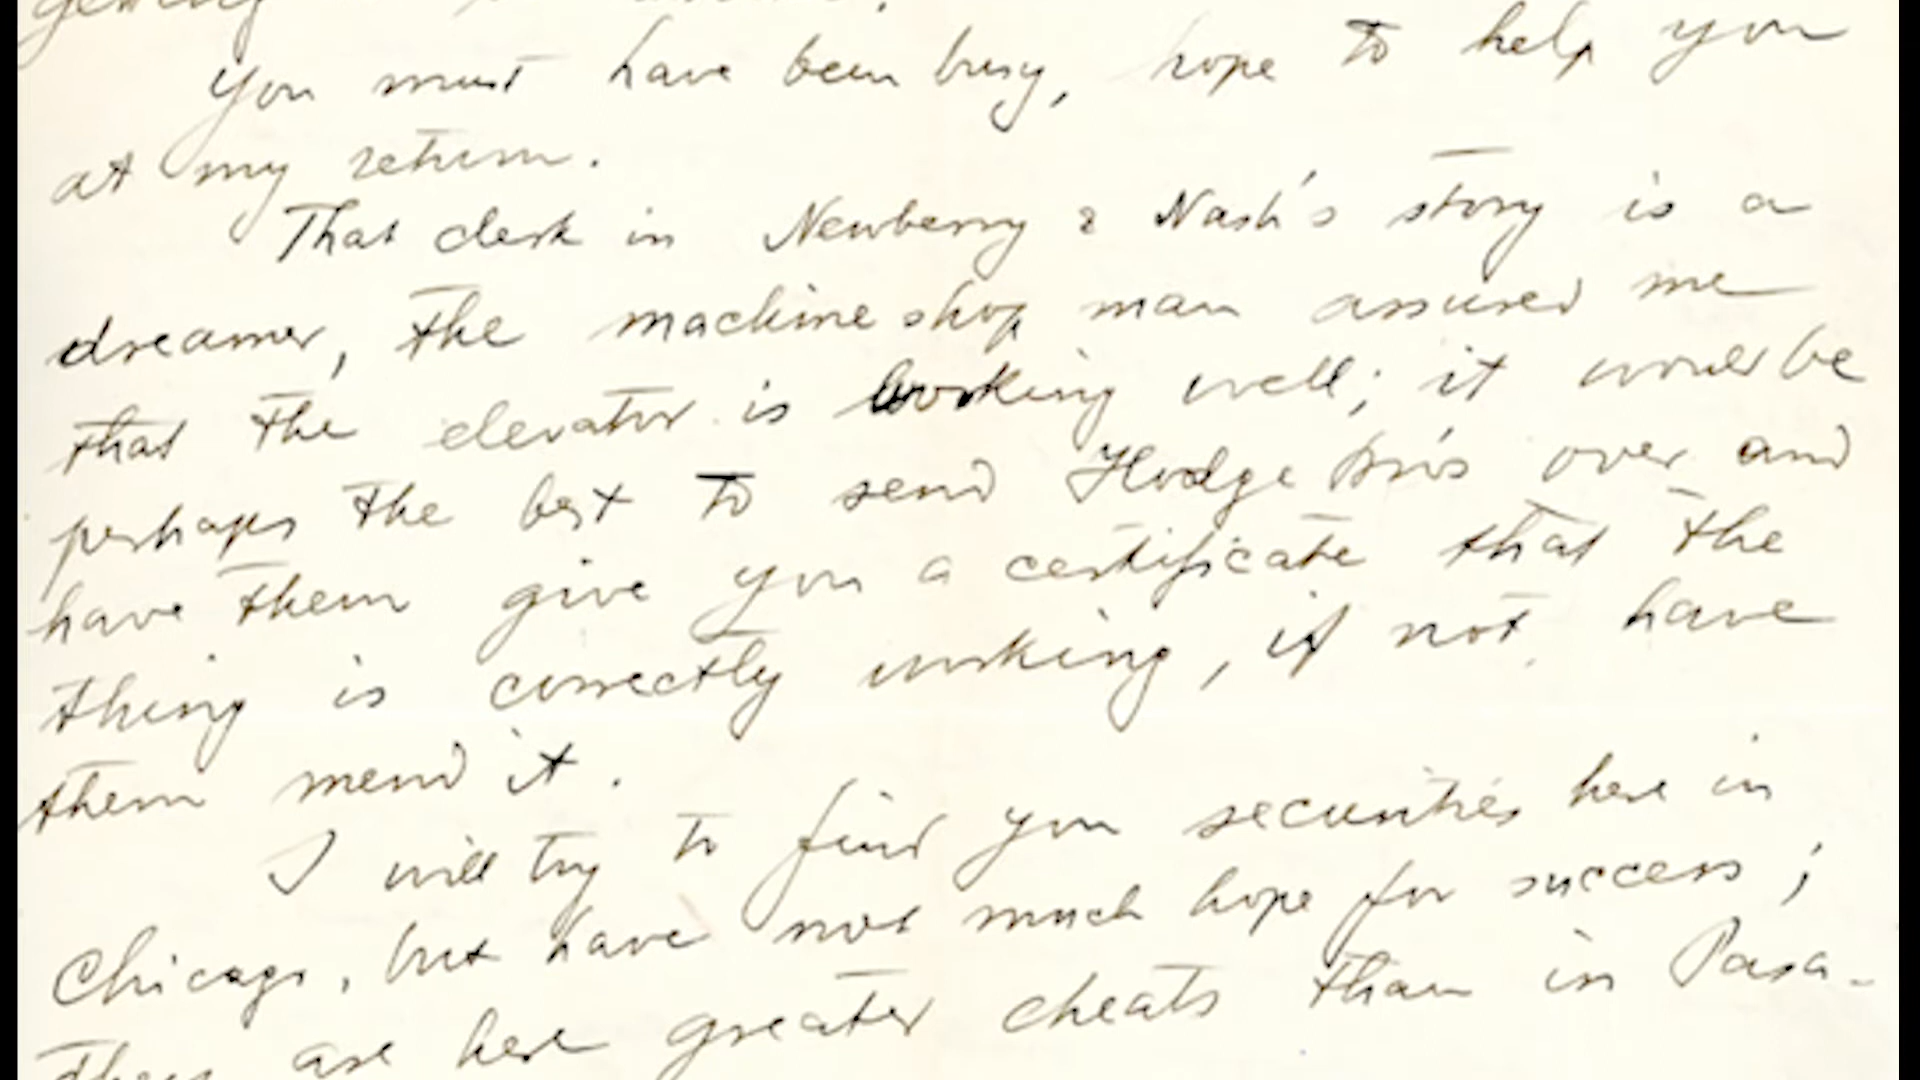 you must have been busy, hope to help you
at my return.
That clerk in Newberry & Nash's story is a
dreamer, the machine shop man assured me
that the elevator is working well; it would be
perhaps the best to send Hodge Bro's over and
have them give you a certificate that the
thing is correctly working, if not, have
them mend it.
I will try to find you securities here in
Chicago, but have not much hope for success;
They are here greater cheats than in Pasa-